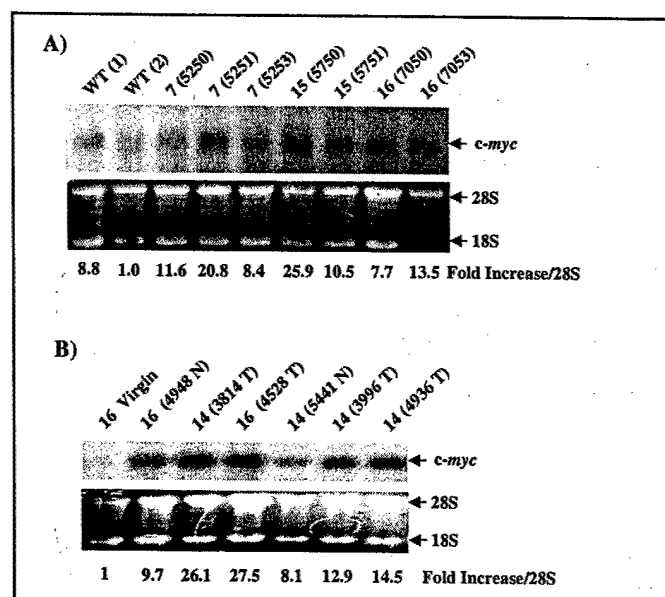 A)
WT (1) WT (2) 7 (5250) 7 (5251) 7 (5253) 15 (5750) 15 (5751) 16 (7050) 16 (7053)
c-myc
28S
18S
8.8 1.0 11.6 20.8 8.4 25.9 10.5 7.7 13.5 Fold Increase/28S
B)
16 Virgin 16 (4948 N) 14 (3814 T) 16 (4528 T) 14 (5441 N) 14 (3996 T) 14 (4936 T)
c-myc
28S
18S
1 9.7 26.1 27.5 8.1 12.9 14.5 Fold Increase/28S